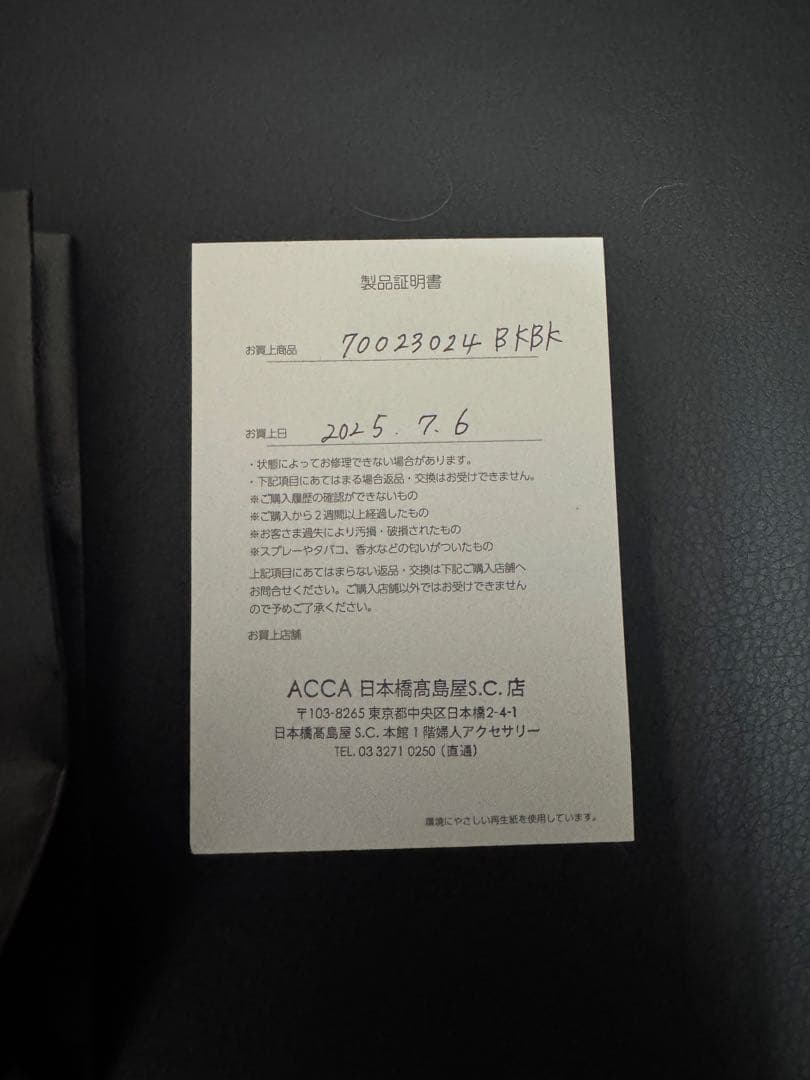 製品証明書
お買上商品 70023024 BKBK
お買上日 2025. 7. 6
・状態によってお修理できない場合があります。
・下記項目にあてはまる場合返品・交換はお受けできません。
※ご購入履歴の確認ができないもの
※ご購入から２週間以上経過したもの
※お客さま過失により汚損・破損されたもの
※スプレーやタバコ、香水などの匂いがついたもの
上記項目にあてはまらない返品・交換は下記ご購入店舗へ
お問合せください。ご購入店舗以外ではお受けできません
ので予めご了承ください。
お買上店舗
ACCA 日本橋髙島屋S.C. 店
〒103-8265 東京都中央区日本橋2-4-1
日本橋髙島屋 S.C. 本館 1 階婦人アクセサリー
TEL. 03 3271 0250（直通）
環境にやさしい再生紙を使用しています。